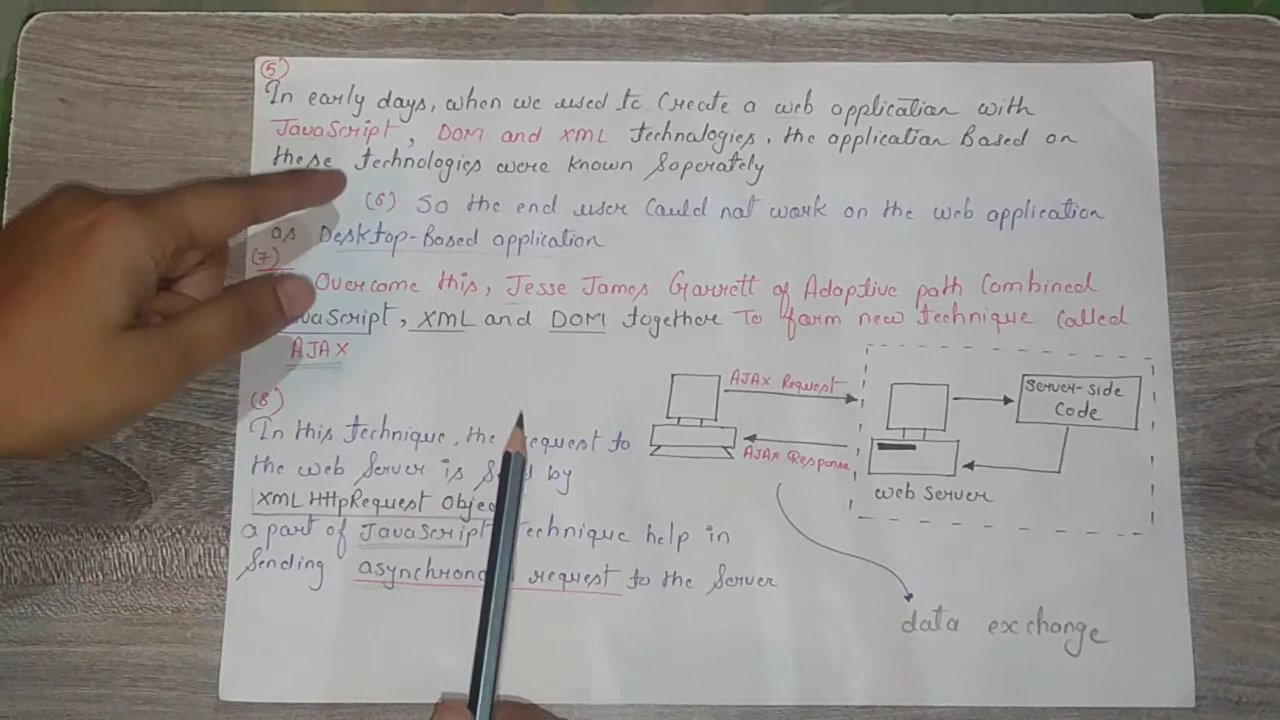 (5)
In early days, when we used to Create a web application with
JavaScript, DOM and XML technalogies, the application Based on
these technologies were known Saperately
(6) So the end user Could not work on the web application
as Desktop-Based application.
(7)
Overcome this, Jesse James Garrett of Adaptive path Combined
JavaScript, XML and DOM together To form new technique called
AJAX
(8)
In this technique, the request to
the web Server is by
XML HttpRequest Object
a part of JavaScript technique help in
Sending asynchronous request to the Server
AJAX Request
AJAX Response
Server-Side
Code
web Server
data exchange